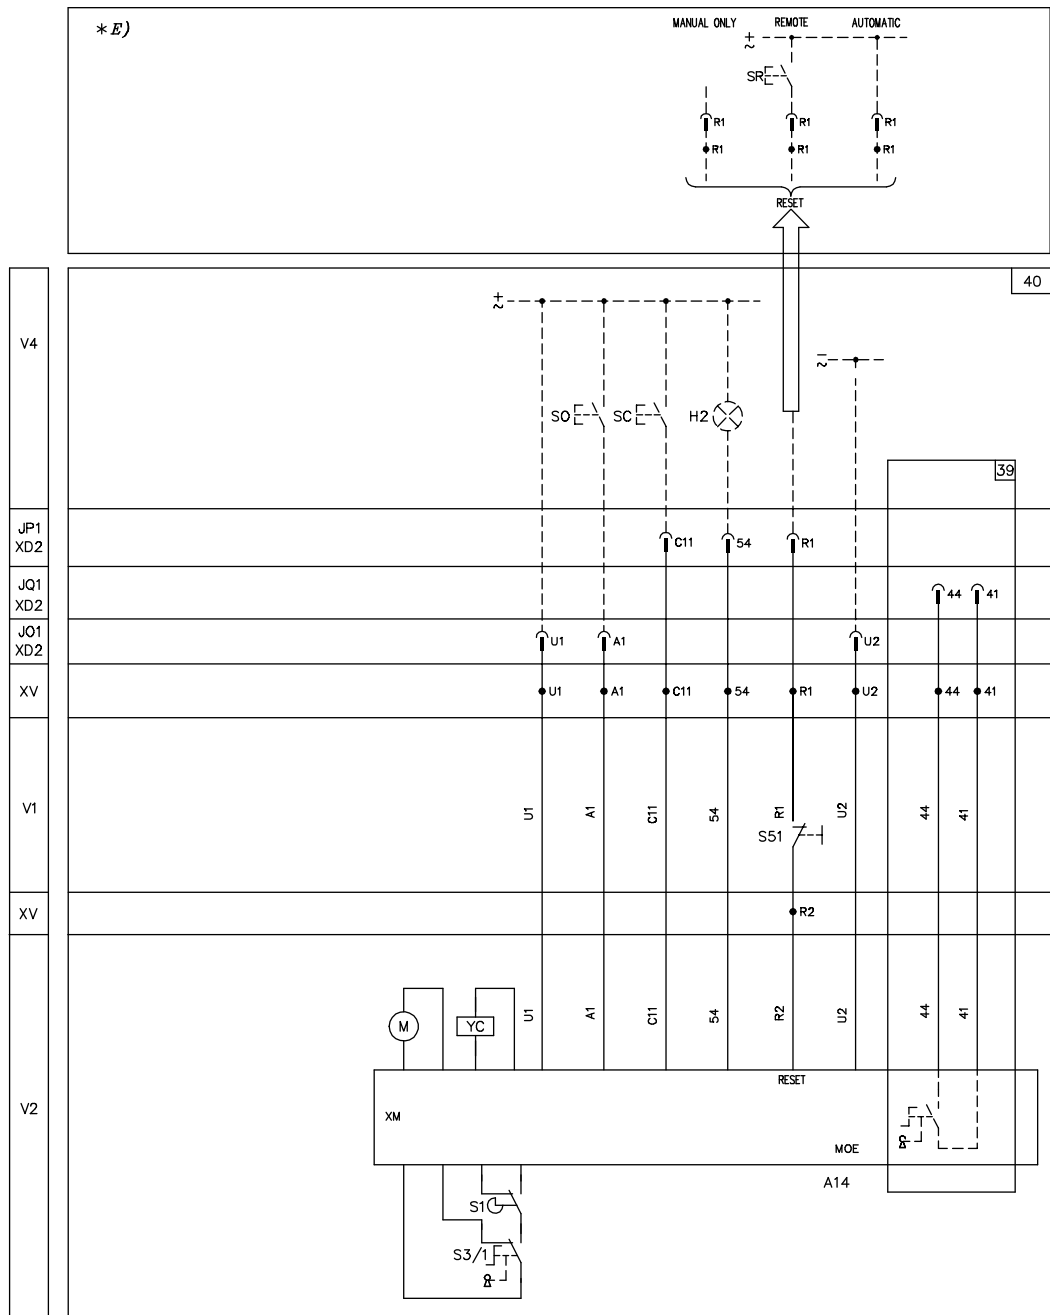 *E)
MANUAL ONLY REMOTE AUTOMATIC
+
~
SR
R1 R1 R1
R1 R1 R1
RESET
40
+
~
V4
-
~
SO SC H2
39
JP1
XD2
C11 54 R1
JQ1
XD2
44 41
JO1
XD2
U1 A1 U2
XV
U1 A1 C11 54 R1 U2 44 41
V1
U1 A1 C11 54 R1 U2 44 41
S51
XV
R2
M YC
U1 A1 C11 54 R2 U2 44 41
RESET
V2
XM
MOE
A14
S1
S3/1